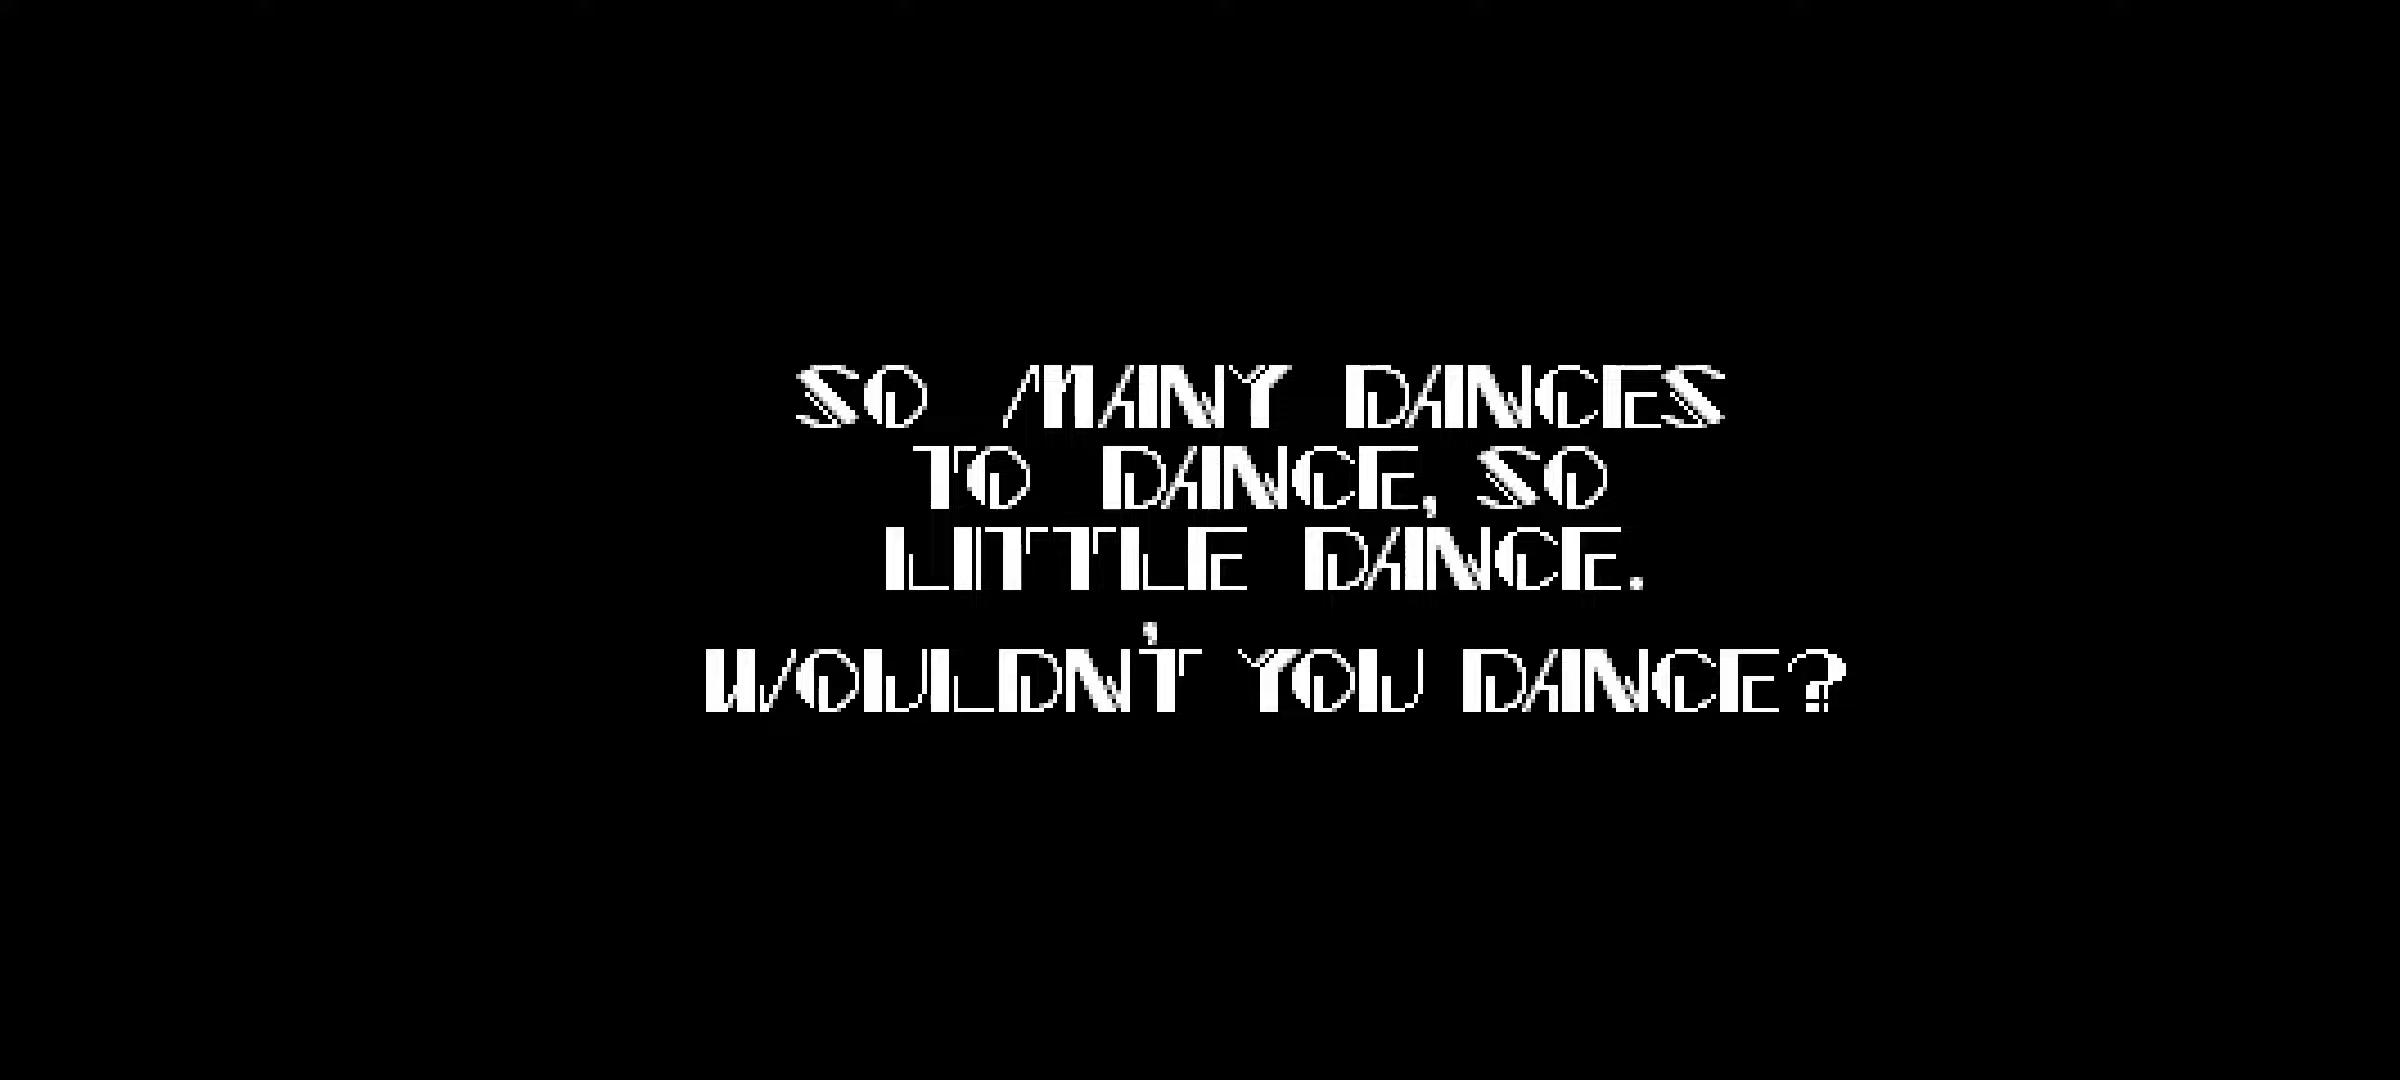 SO MANY DANCES
TO DANCE, SO
LITTLE DANCE.
WOULDN'T YOU DANCE?